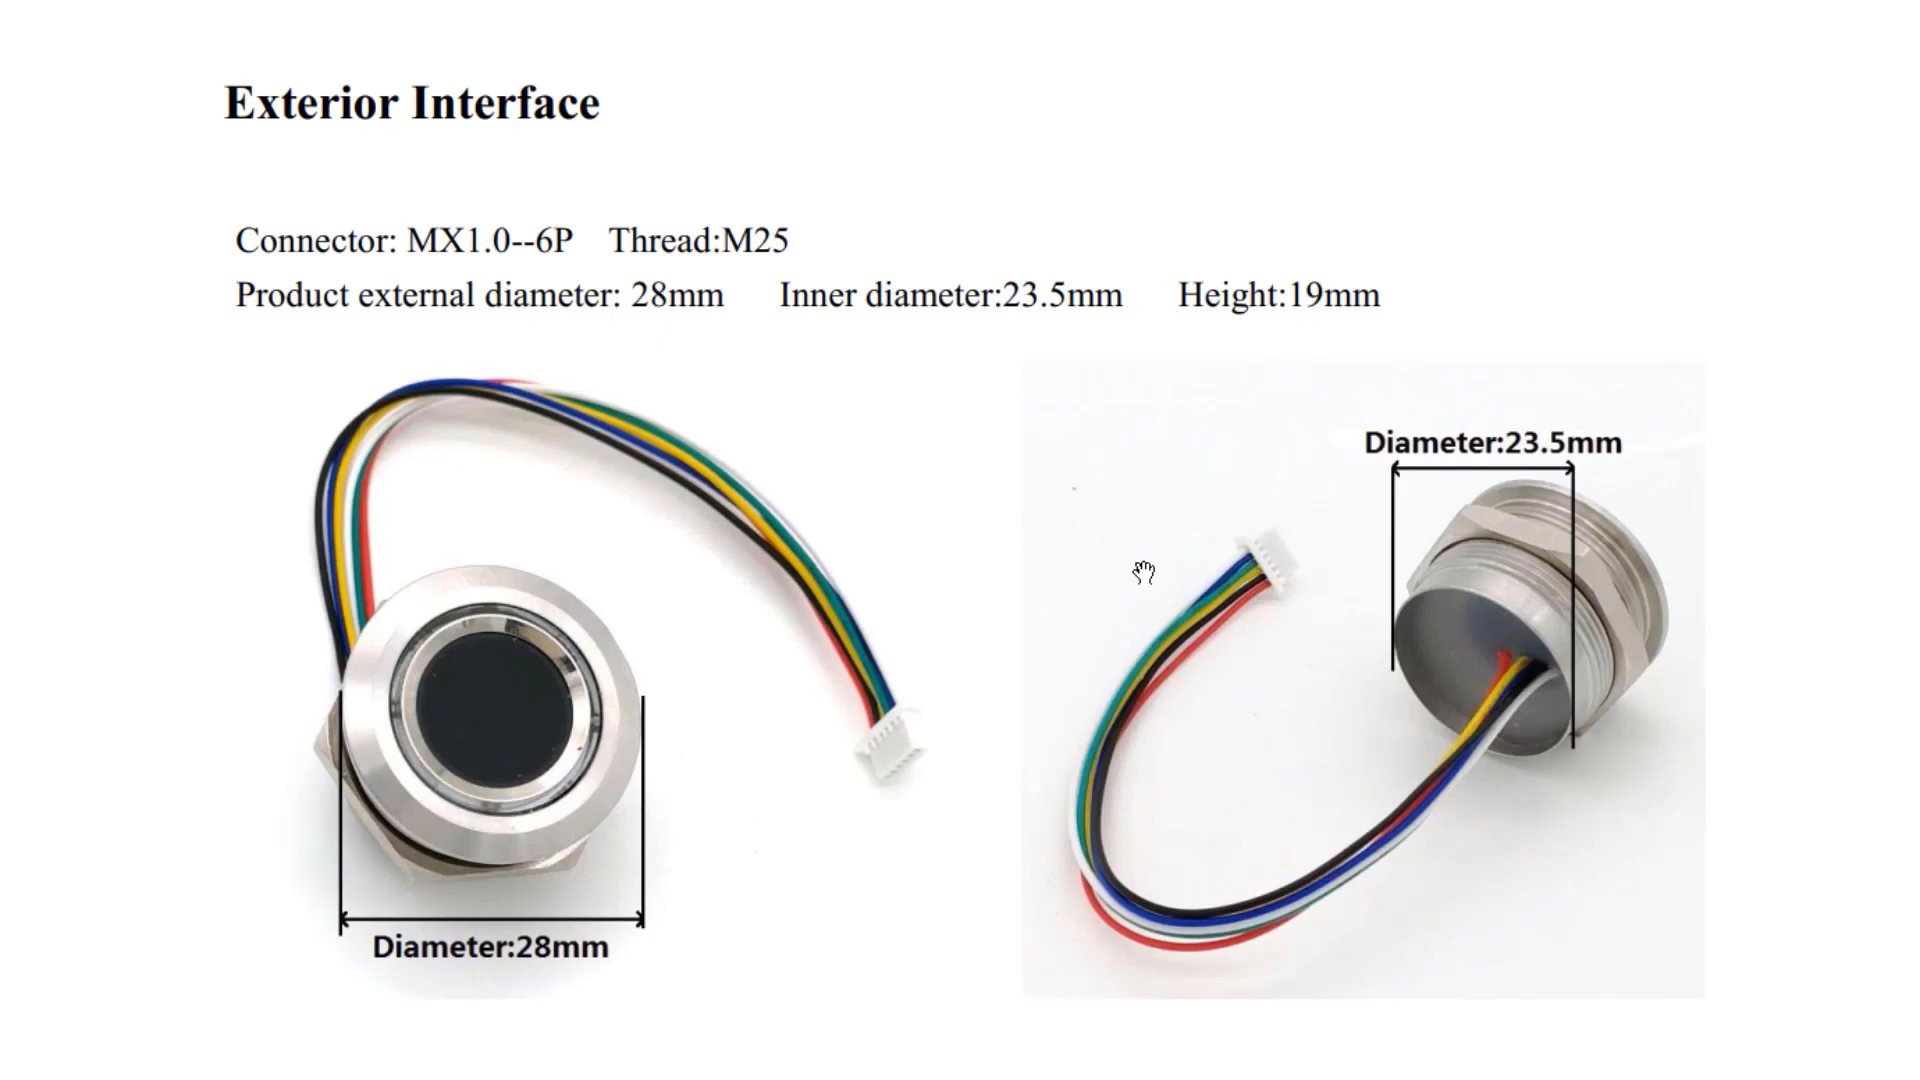 Exterior Interface
Connector: MX1.0--6P Thread:M25
Product external diameter: 28mm Inner diameter:23.5mm Height:19mm
Diameter:23.5mm
Diameter:28mm